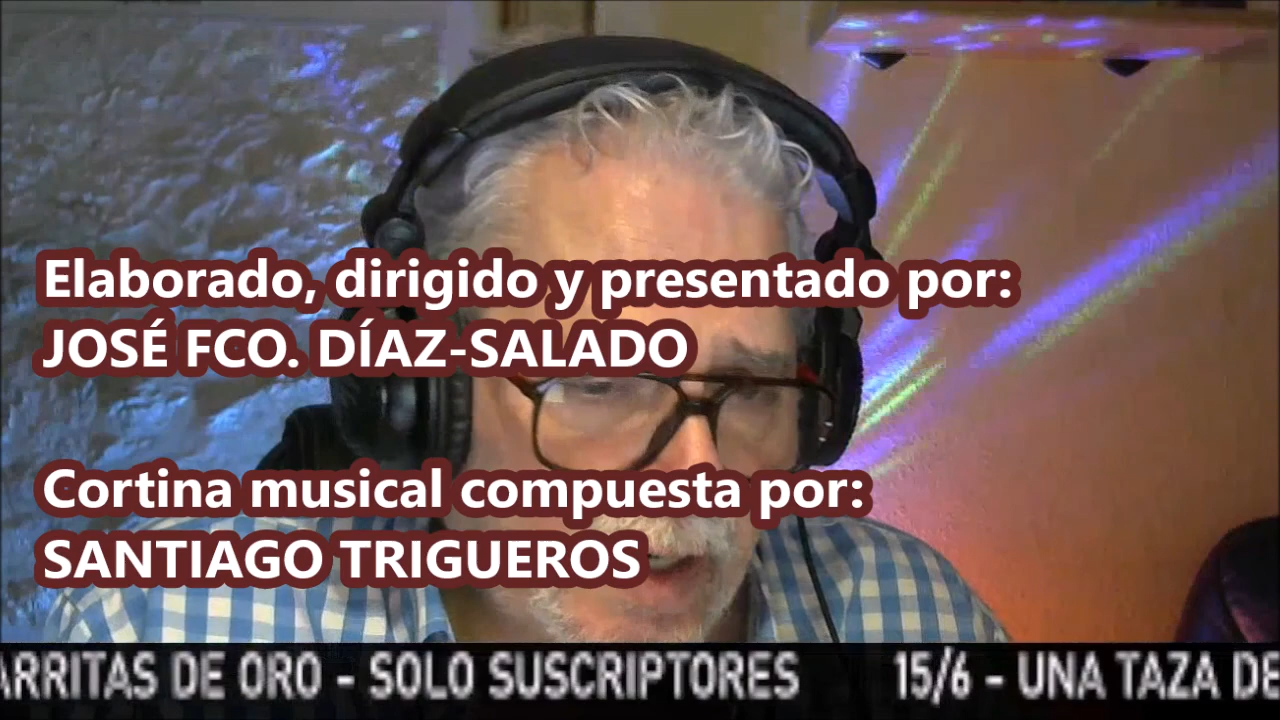 Elaborado, dirigido y presentado por:
JOSÉ FCO. DÍAZ-SALADO
Cortina musical compuesta por:
SANTIAGO TRIGUEROS
ARRITAS DE ORO - SOLO SUSCRIPTORES 15/6 - UNA TAZA DE